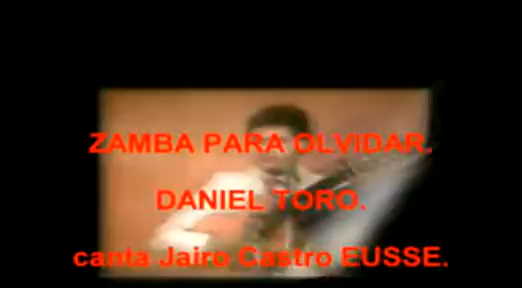 ZAMBA PARA OLVIDAR.
DANIEL TORO.
canta Jairo Castro EUSSE.